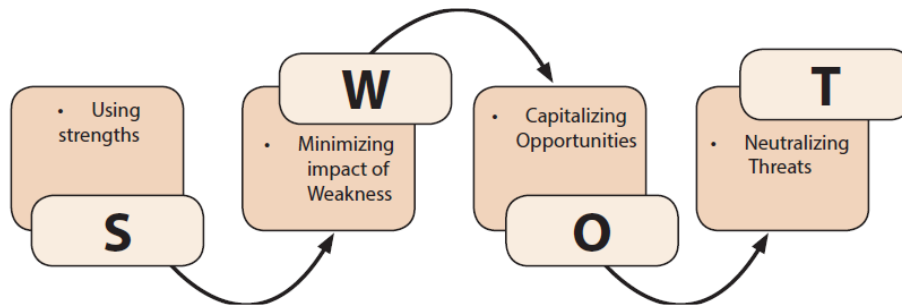 • Using
strengths
S
W
• Minimizing
impact of
Weakness
• Capitalizing
Opportunities
O
T
• Neutralizing
Threats